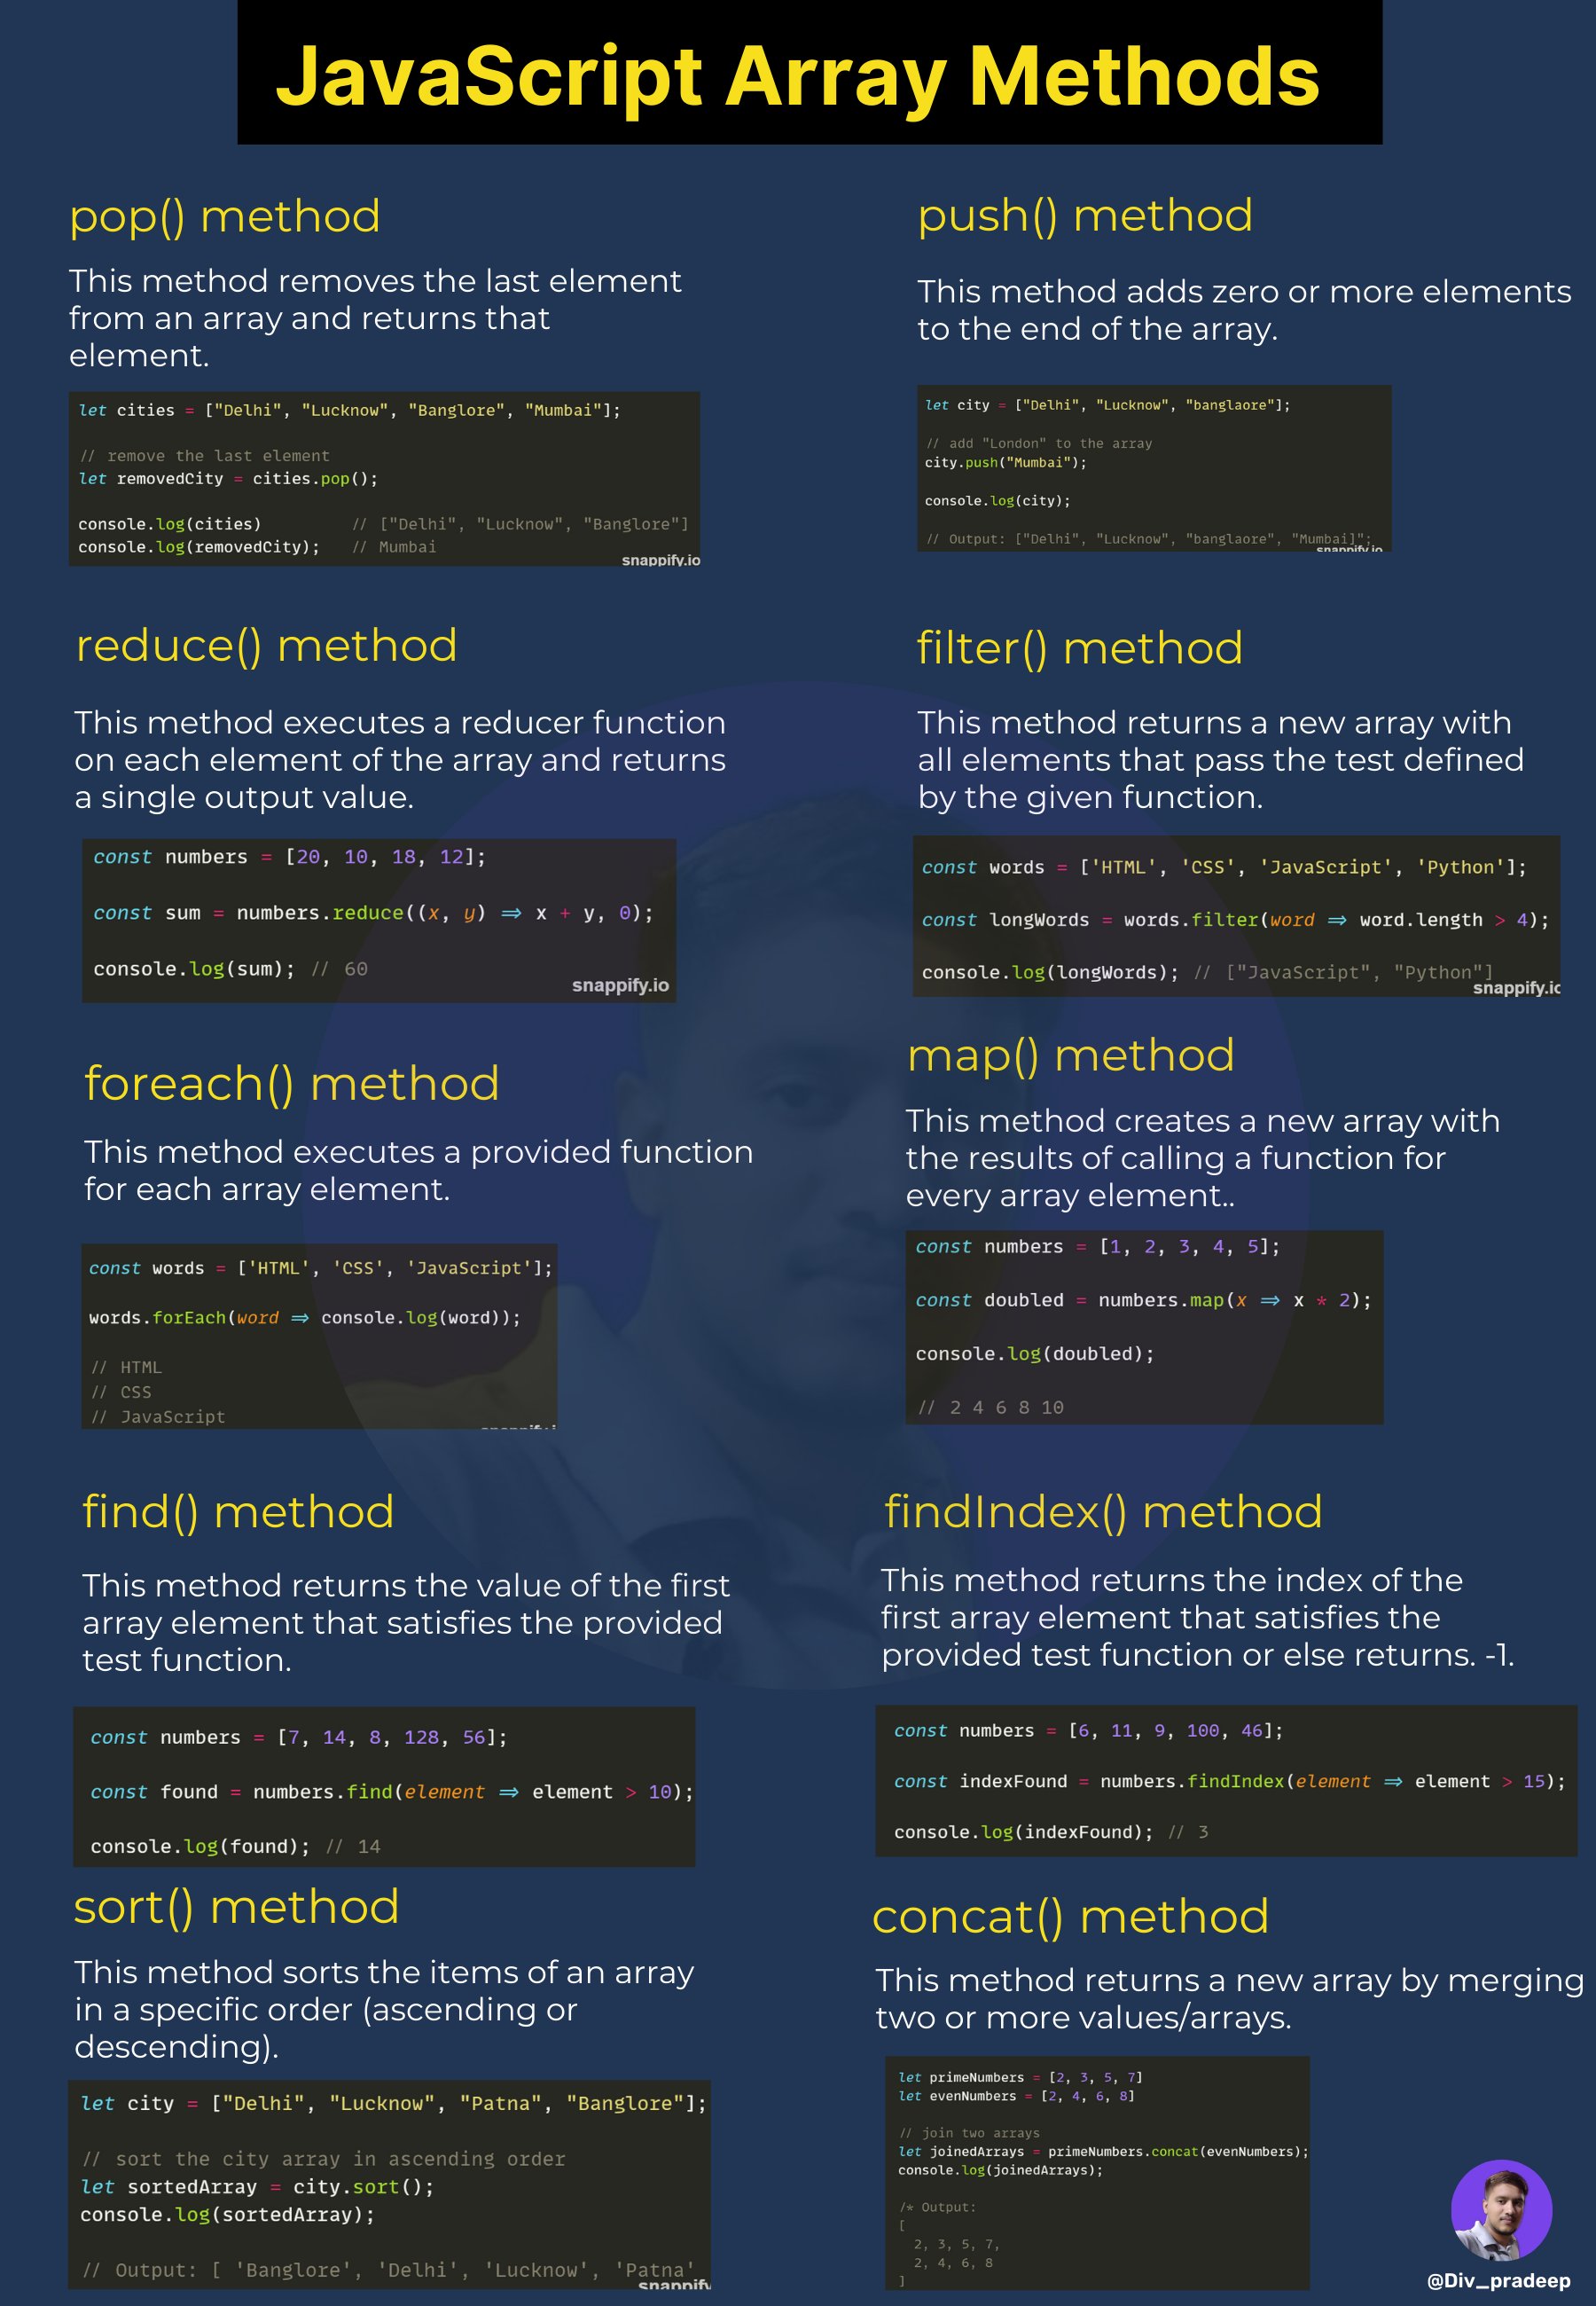 JavaScript Array Methods
pop() method
This method removes the last element
from an array and returns that
element.
let cities = ["Delhi", "Lucknow", "Banglore", "Mumbai"];
// remove the last element
let removedCity = cities.pop();
console.log(cities)         // ["Delhi", "Lucknow", "Banglore"]
console.log(removedCity);   // Mumbai
snappify.io
push() method
This method adds zero or more elements
to the end of the array.
let city = ["Delhi", "Lucknow", "banglaore"];
// add "London" to the array
city.push("Mumbai");
console.log(city);
// Output: ["Delhi", "Lucknow", "banglaore", "Mumbai]";
snappify.io
reduce() method
This method executes a reducer function
on each element of the array and returns
a single output value.
const numbers = [20, 10, 18, 12];
const sum = numbers.reduce((x, y) => x + y, 0);
console.log(sum); // 60
snappify.io
filter() method
This method returns a new array with
all elements that pass the test defined
by the given function.
const words = ['HTML', 'CSS', 'JavaScript', 'Python'];
const longWords = words.filter(word => word.length > 4);
console.log(longWords); // ["JavaScript", "Python"]
snappify.io
foreach() method
This method executes a provided function
for each array element.
const words = ['HTML', 'CSS', 'JavaScript'];
words.forEach(word => console.log(word));
// HTML
// CSS
// JavaScript
map() method
This method creates a new array with
the results of calling a function for
every array element..
const numbers = [1, 2, 3, 4, 5];
const doubled = numbers.map(x => x * 2);
console.log(doubled);
// 2 4 6 8 10
find() method
This method returns the value of the first
array element that satisfies the provided
test function.
const numbers = [7, 14, 8, 128, 56];
const found = numbers.find(element => element > 10);
console.log(found); // 14
findIndex() method
This method returns the index of the
first array element that satisfies the
provided test function or else returns. -1.
const numbers = [6, 11, 9, 100, 46];
const indexFound = numbers.findIndex(element => element > 15);
console.log(indexFound); // 3
sort() method
This method sorts the items of an array
in a specific order (ascending or
descending).
let city = ["Delhi", "Lucknow", "Patna", "Banglore"];
// sort the city array in ascending order
let sortedArray = city.sort();
console.log(sortedArray);
// Output: [ 'Banglore', 'Delhi', 'Lucknow', 'Patna'
snappify
concat() method
This method returns a new array by merging
two or more values/arrays.
let primeNumbers = [2, 3, 5, 7]
let evenNumbers = [2, 4, 6, 8]
// join two arrays
let joinedArrays = primeNumbers.concat(evenNumbers);
console.log(joinedArrays);
/* Output:
[
2, 3, 5, 7,
2, 4, 6, 8
]
@Div_pradeep